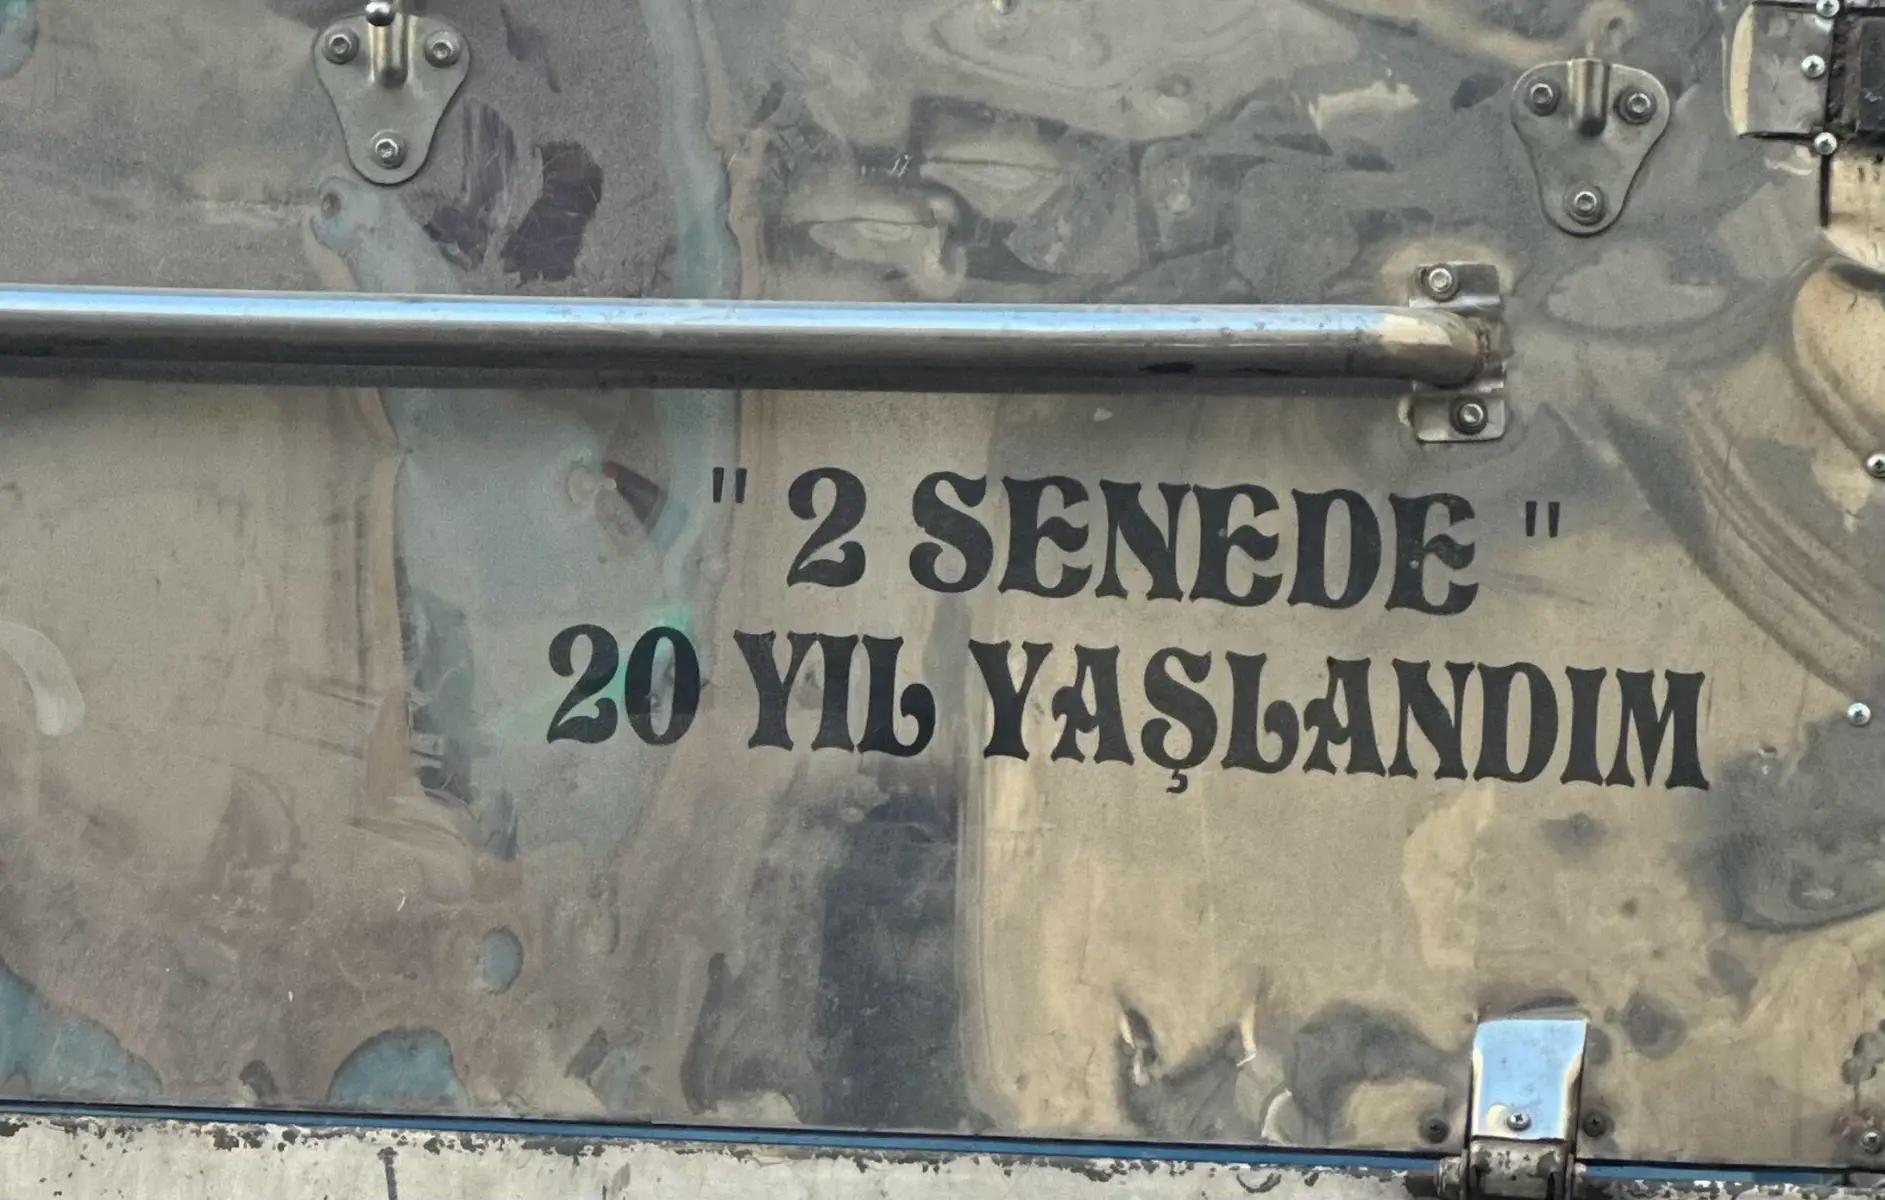 " 2 SENEDE "
20 YIL YAŞLANDIM